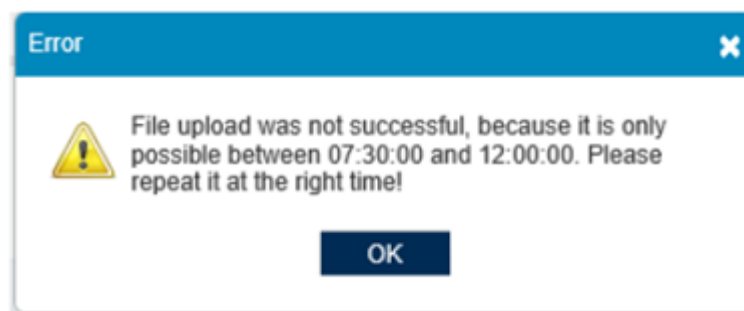 Error
File upload was not successful, because it is only
possible between 07:30:00 and 12:00:00. Please
repeat it at the right time!
OK